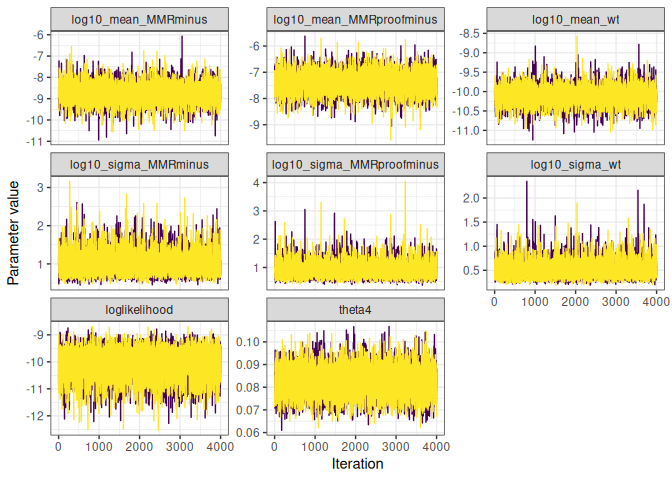 log10_mean_MMRminus log10_mean_MMRproofminus log10_mean_wt
-6 -7 -8 -9 -10 -11
-6 -7 -8 -9
-8.5 -9.0 -9.5 -10.0 -10.5 -11.0
log10_sigma_MMRminus log10_sigma_MMRproofminus log10_sigma_wt
3 2 1
4 3 2 1
2.0 1.5 1.0 0.5
0 1000 2000 3000 4000
loglikelihood theta4
-9 -10 -11 -12
0.10 0.09 0.08 0.07 0.06
0 1000 2000 3000 4000 0 1000 2000 3000 4000
Parameter value
Iteration